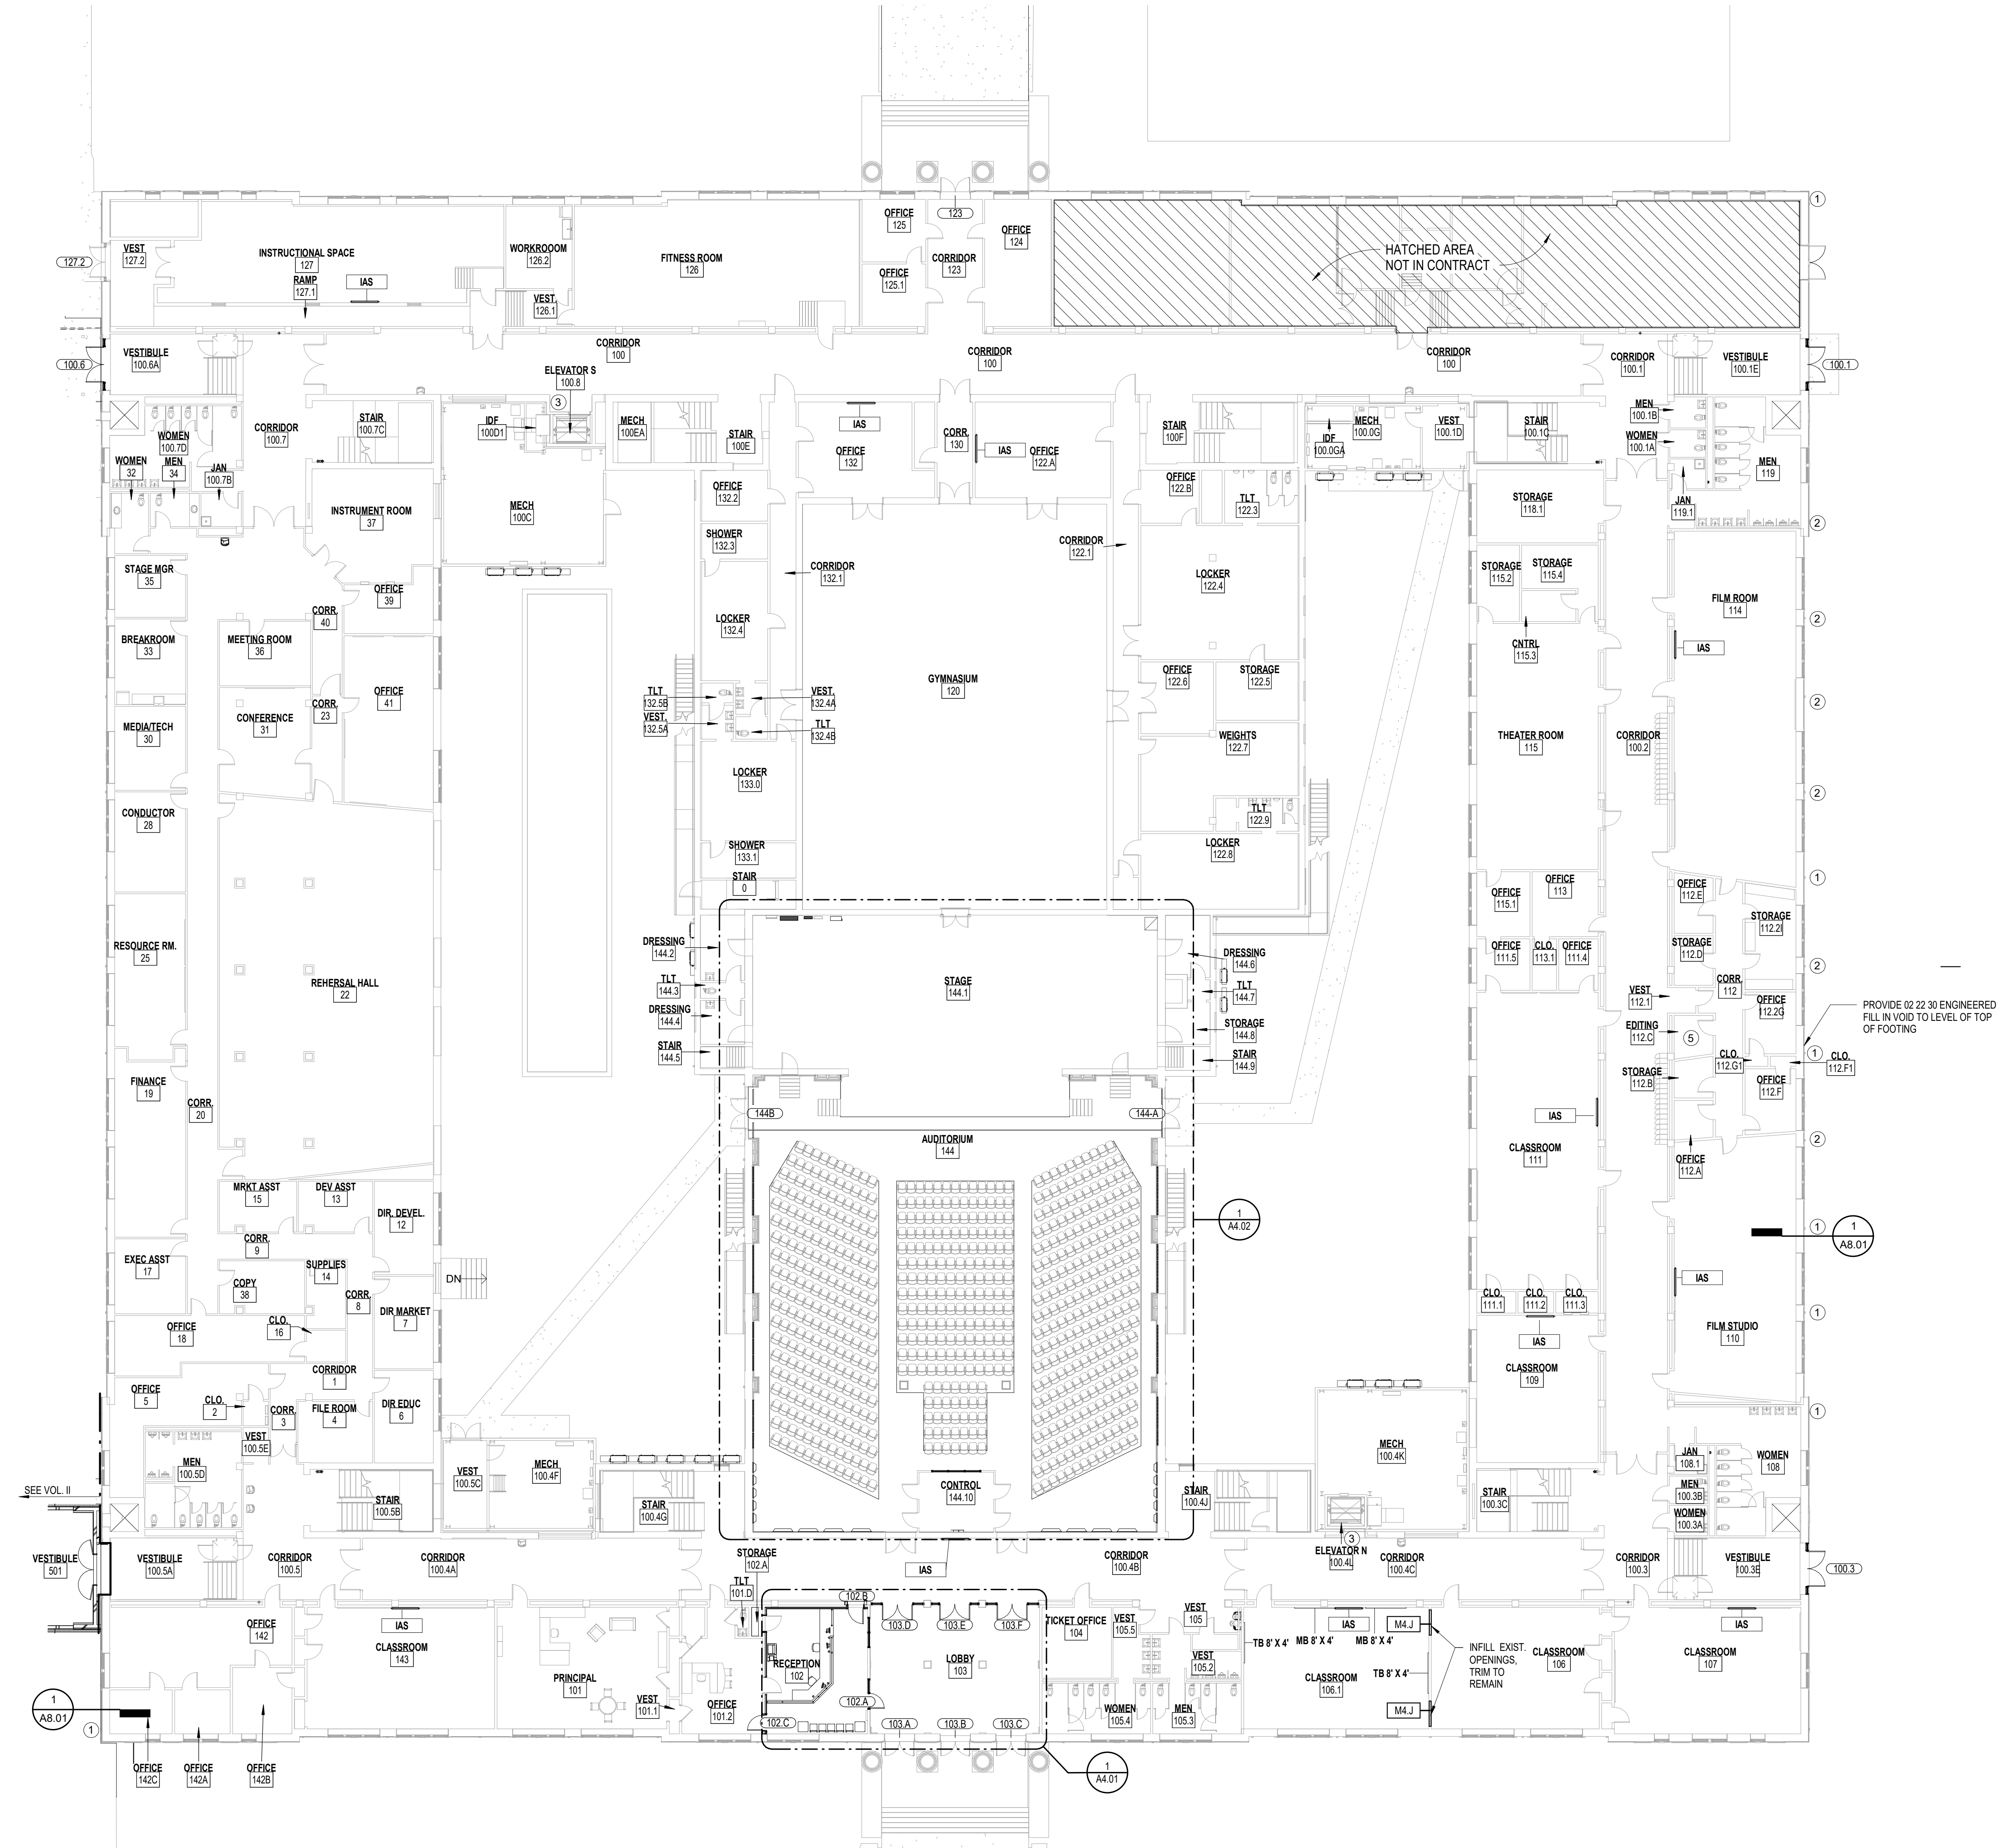 OFFICE
125
123
OFFICE
124
1
VEST
127.2
127.2
INSTRUCTIONAL SPACE
127
RAMP
127.1
IAS
WORKROOOM
126.2
VEST.
126.1
FITNESS ROOM
126
OFFICE
125.1
CORRIDOR
123
HATCHED AREA
NOT IN CONTRACT
100.6
VESTIBULE
100.6A
CORRIDOR
100
CORRIDOR
100
CORRIDOR
100
CORRIDOR
100.1
VESTIBULE
100.1E
100.1
ELEVATOR S
100.8
3
WOMEN
100.7D
CORRIDOR
100.7
STAIR
100.7C
IDF
100D1
MECH
100EA
STAIR
100E
IAS
OFFICE
132
CORR.
130
IAS
OFFICE
122.A
STAIR
100F
IDF
100.0GA
MECH
100.0G
VEST
100.1D
STAIR
100.1C
MEN
100.1B
WOMEN
100.1A
MEN
119
JAN
119.1
2
WOMEN
32
MEN
34
JAN
100.7B
INSTRUMENT ROOM
37
MECH
100C
OFFICE
132.2
SHOWER
132.3
CORRIDOR
132.1
OFFICE
122.B
TLT
122.3
CORRIDOR
122.1
LOCKER
122.4
STORAGE
118.1
STORAGE
115.2
STORAGE
115.4
CNTRL
115.3
FILM ROOM
114
IAS
2
STAGE MGR
35
OFFICE
39
CORR.
40
BREAKROOM
33
MEETING ROOM
36
LOCKER
132.4
GYMNASIUM
120
OFFICE
122.6
STORAGE
122.5
TLT
132.5B
VEST.
132.4A
VEST.
132.5A
TLT
132.4B
OFFICE
41
CORR.
23
CONFERENCE
31
MEDIA/TECH
30
WEIGHTS
122.7
THEATER ROOM
115
CORRIDOR
100.2
2
2
LOCKER
133.0
TLT
122.9
LOCKER
122.8
CONDUCTOR
28
SHOWER
133.1
STAIR
0
OFFICE
115.1
OFFICE
113
OFFICE
112.E
1
STORAGE
112.2I
RESOURCE RM.
25
REHERSAL HALL
22
DRESSING
144.2
TLT
144.3
DRESSING
144.4
STAIR
144.5
STAGE
144.1
DRESSING
144.6
TLT
144.7
STORAGE
144.8
STAIR
144.9
OFFICE
111.5
CLO.
113.1
OFFICE
111.4
STORAGE
112.D
2
CORR.
112
VEST
112.1
OFFICE
112.2G
EDITING
112.C
5
PROVIDE 02 22 30 ENGINEERED
FILL IN VOID TO LEVEL OF TOP
OF FOOTING
CLO.
112.G1
1
CLO.
112.F1
STORAGE
112.B
OFFICE
112.F
FINANCE
19
CORR.
20
144B
144-A
AUDITORIUM
144
IAS
CLASSROOM
111
OFFICE
112.A
2
MRKT ASST
15
DEV ASST
13
DIR. DEVEL.
12
1
A4.02
1
1
A8.01
CORR.
9
EXEC ASST
17
COPY
38
SUPPLIES
14
DN
CORR.
8
DIR MARKET
7
CLO.
111.1
CLO.
111.2
CLO.
111.3
IAS
IAS
1
FILM STUDIO
110
OFFICE
18
CLO.
16
CORRIDOR
1
CLASSROOM
109
OFFICE
5
CLO.
2
CORR.
3
FILE ROOM
4
DIR EDUC
6
1
VEST
100.5E
MEN
100.5D
VEST
100.5C
MECH
100.4F
MECH
100.4K
JAN
108.1
WOMEN
108
MEN
100.3B
WOMEN
100.3A
SEE VOL. II
STAIR
100.5B
STAIR
100.4G
CONTROL
144.10
STAIR
100.4J
STAIR
100.3C
3
ELEVATOR N
100.4L
VESTIBULE
501
VESTIBULE
100.5A
CORRIDOR
100.5
CORRIDOR
100.4A
STORAGE
102.A
IAS
CORRIDOR
100.4B
CORRIDOR
100.4C
CORRIDOR
100.3
VESTIBULE
100.3E
100.3
TLT
101.D
102.B
103.D
103.E
103.F
TICKET OFFICE
104
VEST
105.5
VEST
105
VEST
105.2
OFFICE
142
IAS
CLASSROOM
143
PRINCIPAL
101
VEST
101.1
OFFICE
101.2
RECEPTION
102
LOBBY
103
102.A
102.C
103.A
103.B
103.C
WOMEN
105.4
MEN
105.3
TB 8' X 4'
MB 8' X 4'
IAS
MB 8' X 4'
M4.J
TB 8' X 4'
CLASSROOM
106.1
M4.J
INFILL EXIST.
OPENINGS,
TRIM TO
REMAIN
CLASSROOM
106
IAS
CLASSROOM
107
1
A8.01
1
OFFICE
142C
OFFICE
142A
OFFICE
142B
1
A4.01